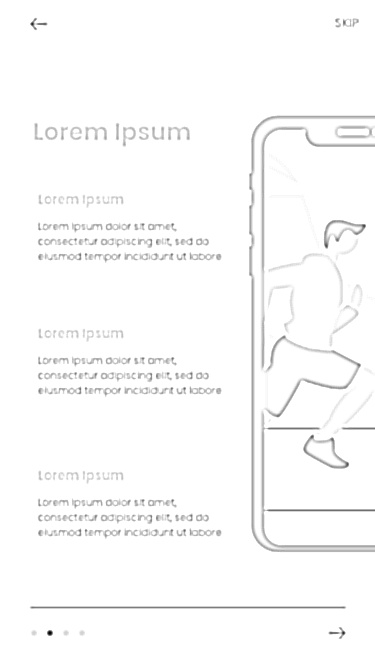 SKIP
Lorem Ipsum
Lorem Ipsum
Lorem Ipsum dolor sit amet,
consectetur adipiscing elit, sed do
eiusmod tempor incididunt ut labore
Lorem Ipsum
Lorem Ipsum dolor sit amet,
consectetur adipiscing elit, sed do
eiusmod tempor incididunt ut labore
Lorem Ipsum
Lorem Ipsum dolor sit amet,
consectetur adipiscing elit, sed do
eiusmod tempor incididunt ut labore